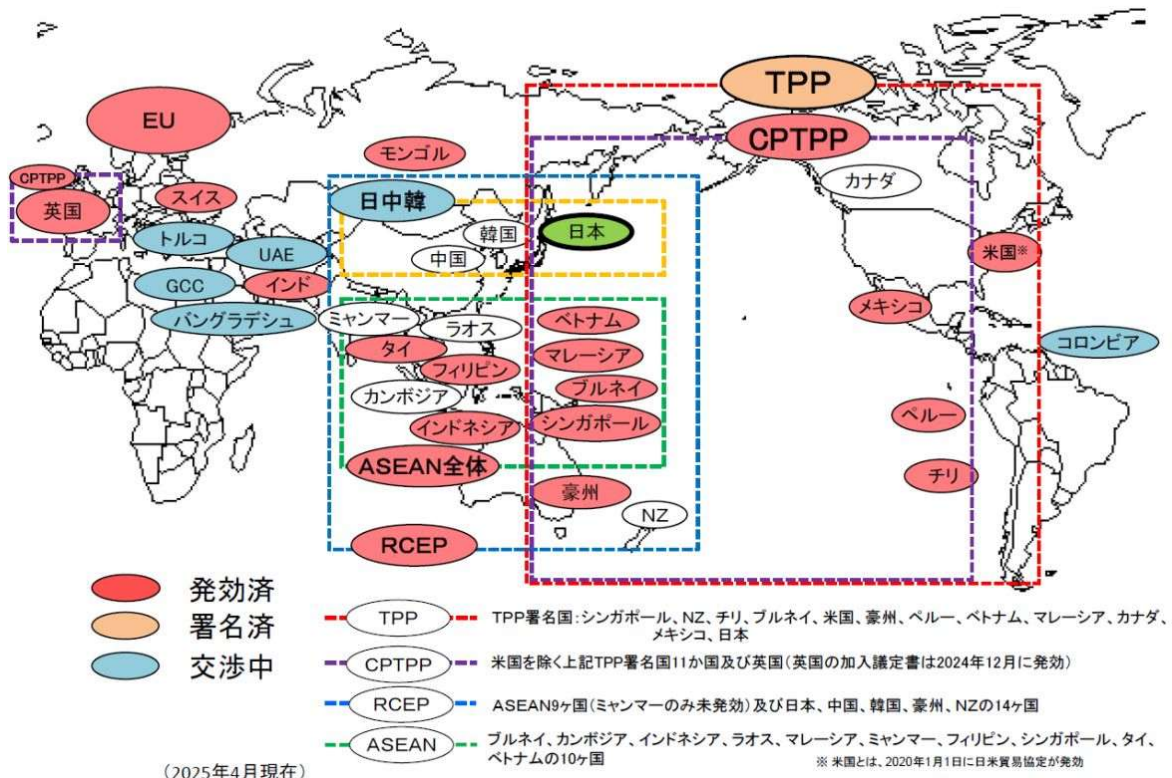 TPP
EU
CPTPP
モンゴル
CPTPP
カナダ
スイス
日中韓
英国
韓国
日本
トルコ
UAE
中国
米国※
GCC
インド
メキシコ
バングラデシュ
ミャンマー
ラオス
ベトナム
コロンビア
タイ
マレーシア
フィリピン
ブルネイ
カンボジア
ペルー
インドネシア
シンガポール
ASEAN全体
チリ
豪州
NZ
RCEP
発効済
署名済
交渉中
TPP
TPP署名国:シンガポール、NZ、チリ、ブルネイ、米国、豪州、ペルー、ベトナム、マレーシア、カナダ、
メキシコ、日本
CPTPP
米国を除く上記TPP署名国11か国及び英国(英国の加入議定書は2024年12月に発効)
RCEP
ASEAN9ヶ国(ミャンマーのみ未発効)及び日本、中国、韓国、豪州、NZの14ヶ国
ASEAN
ブルネイ、カンボジア、インドネシア、ラオス、マレーシア、ミャンマー、フィリピン、シンガポール、タイ、
ベトナムの10ヶ国
※ 米国とは、2020年1月1日に日米貿易協定が発効
(2025年4月現在)